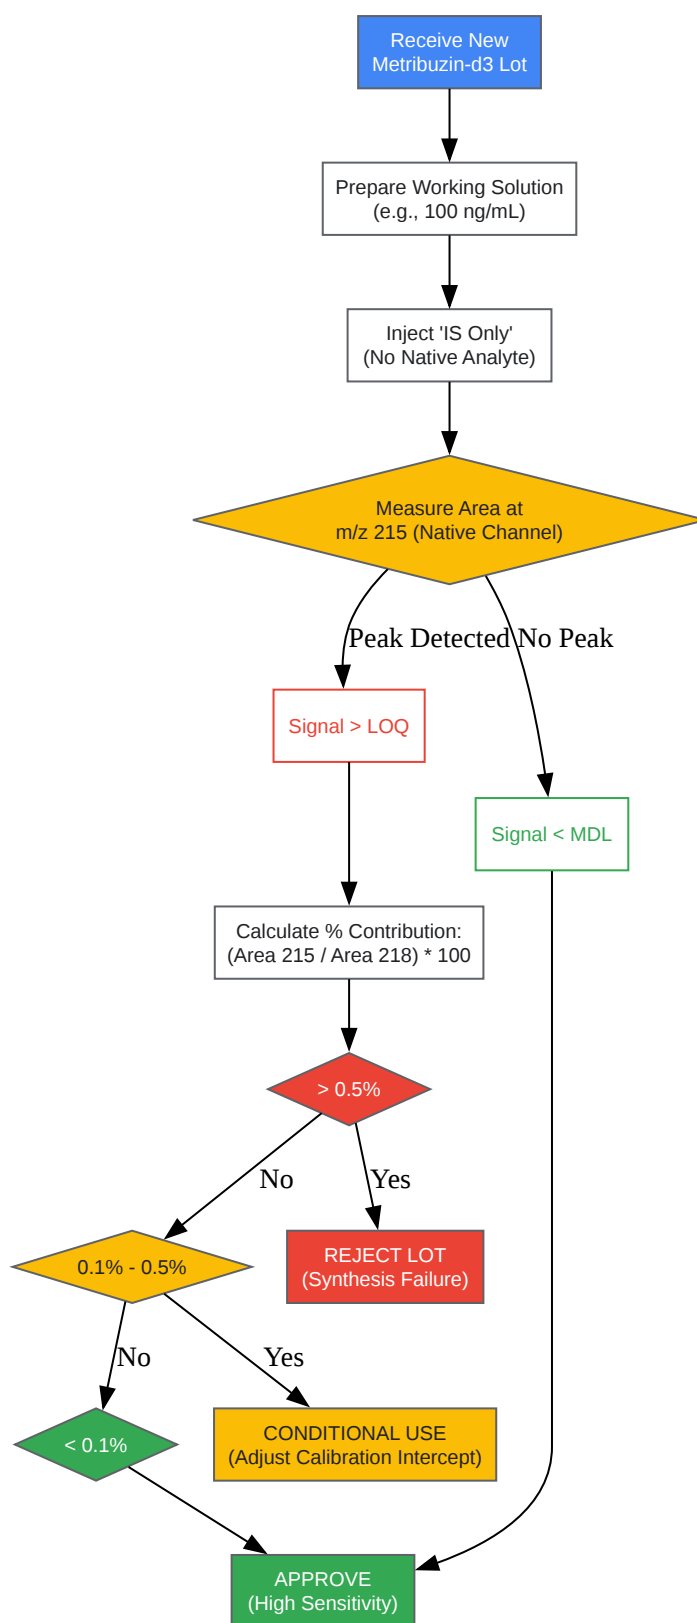 Receive New
Metribuzin-d3 Lot
Prepare Working Solution
(e.g., 100 ng/mL)
Inject 'IS Only'
(No Native Analyte)
Measure Area at
m/z 215 (Native Channel)
Peak Detected
No Peak
Signal > LOQ
Signal < MDL
Calculate % Contribution:
(Area 215 / Area 218) * 100
> 0.5%
No
Yes
0.1% - 0.5%
REJECT LOT
(Synthesis Failure)
No
Yes
< 0.1%
CONDITIONAL USE
(Adjust Calibration Intercept)
APPROVE
(High Sensitivity)